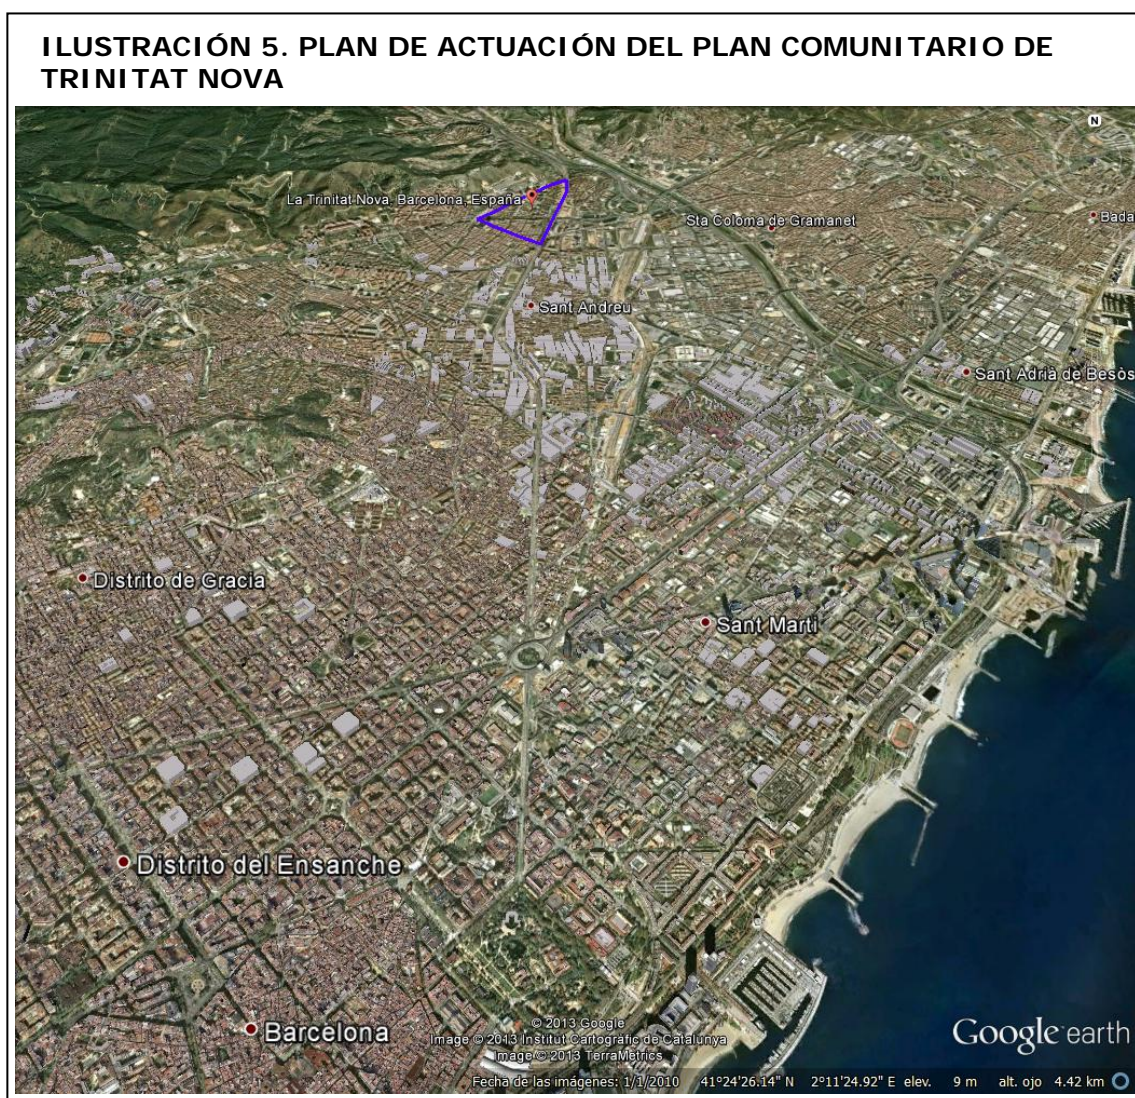 ILUSTRACIÓN 5. PLAN DE ACTUACIÓN DEL PLAN COMUNITARIO DE
TRINITAT NOVA
N
La Trinitat Nova, Barcelona, España
Sta Coloma de Gramanet
Bada
Sant Andreu
Sant Adrià de Besòs
Distrito de Gracia
Sant Marti
Distrito del Ensanche
Barcelona
© 2013 Google
Image © 2013 Institut Cartogràfic de Catalunya
Image © 2013 TerraMetrics
Google earth
Fecha de las imágenes: 1/1/2010 41°24'26.14" N 2°11'24.92" E elev. 9 m alt. ojo 4.42 km